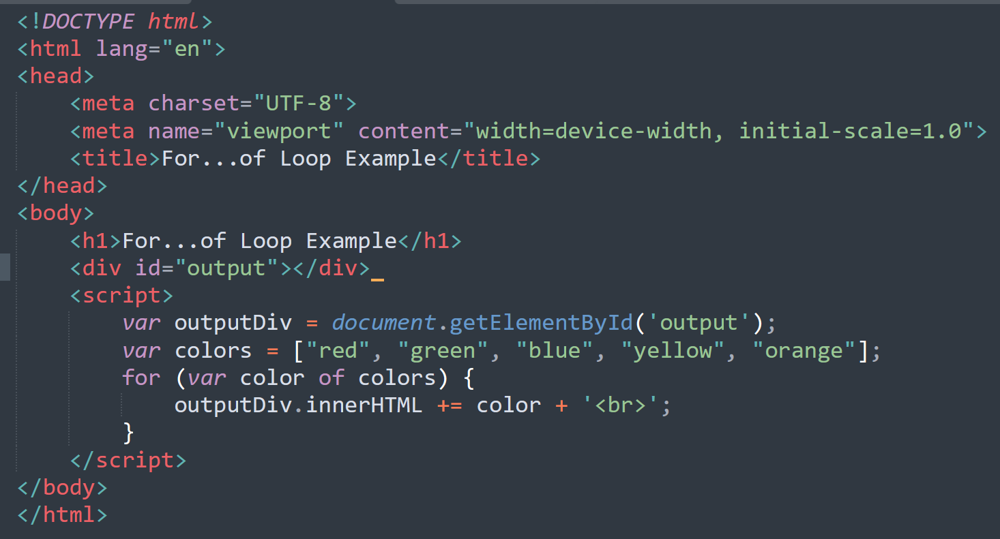 <!DOCTYPE html>
<html lang="en">
<head>
    <meta charset="UTF-8">
    <meta name="viewport" content="width=device-width, initial-scale=1.0">
    <title>For...of Loop Example</title>
</head>
<body>
    <h1>For...of Loop Example</h1>
    <div id="output"></div>
    <script>
        var outputDiv = document.getElementById('output');
        var colors = ["red", "green", "blue", "yellow", "orange"];
        for (var color of colors) {
            outputDiv.innerHTML += color + '<br>';
        }
    </script>
</body>
</html>